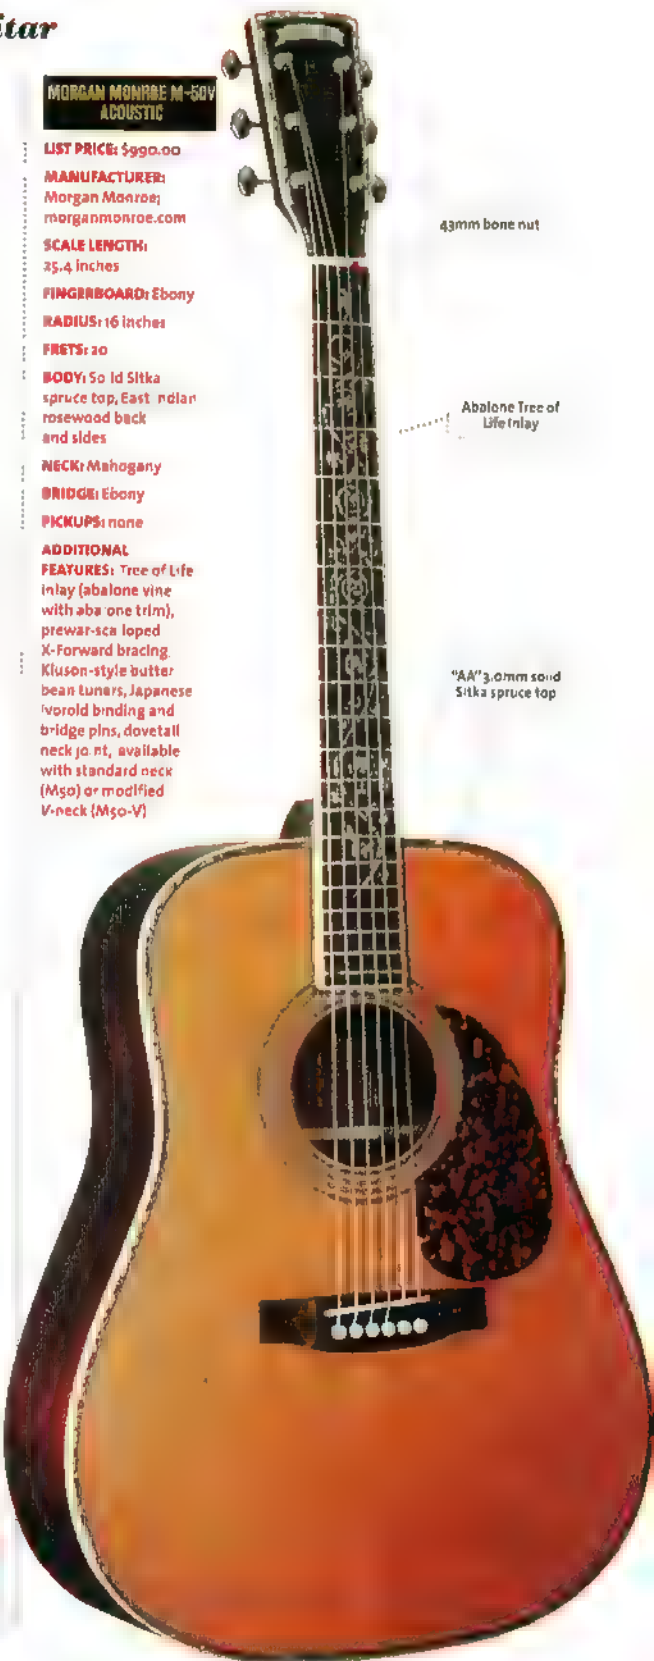 itar
MORGAN MONROE M-50V
ACOUSTIC
LIST PRICE: $990.00
MANUFACTURER:
Morgan Monroe;
morganmonroe.com
SCALE LENGTH:
25.4 inches
FINGERBOARD: Ebony
RADIUS: 16 inches
FRETS: 20
BODY: Solid Sitka
spruce top, East Indian
rosewood back
and sides
NECK: Mahogany
BRIDGE: Ebony
PICKUPS: none
ADDITIONAL
FEATURES: Tree of Life
inlay (abalone vine
with abalone trim),
prewar-scalloped
X-Forward bracing,
Kluson-style butter
bean tuners, Japanese
ivoroid binding and
bridge pins, dovetail
neck joint, available
with standard neck
(M50) or modified
V-neck (M50-V)
43mm bone nut
Abalone Tree of
Life inlay
"AA" 3.0mm solid
Sitka spruce top